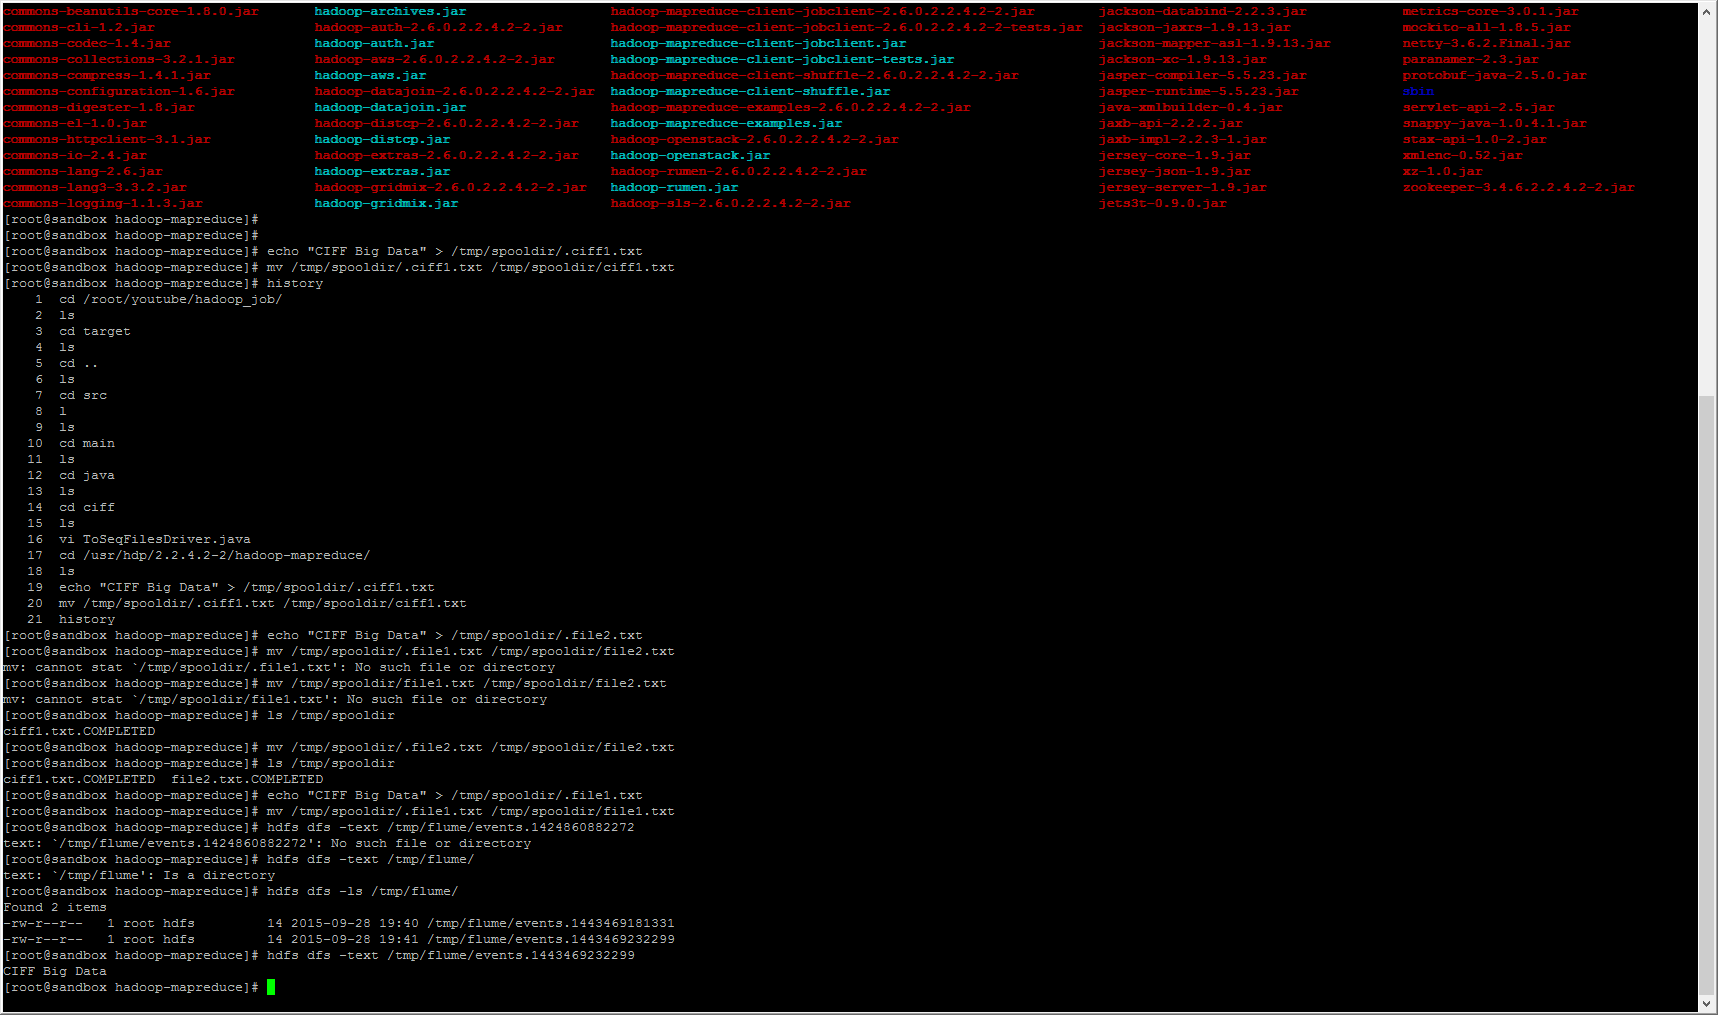 commons-beanutils-core-1.8.0.jar hadoop-archives.jar hadoop-mapreduce-client-jobclient-2.6.0.2.2.4.2-2.jar jackson-databind-2.2.3.jar metrics-core-3.0.1.jar
commons-cli-1.2.jar hadoop-auth-2.6.0.2.2.4.2-2.jar hadoop-mapreduce-client-jobclient-2.6.0.2.2.4.2-2-tests.jar jackson-jaxrs-1.9.13.jar mockito-all-1.8.5.jar
commons-codec-1.4.jar hadoop-auth.jar hadoop-mapreduce-client-jobclient.jar jackson-mapper-asl-1.9.13.jar netty-3.6.2.Final.jar
commons-collections-3.2.1.jar hadoop-aws-2.6.0.2.2.4.2-2.jar hadoop-mapreduce-client-jobclient-tests.jar jackson-xc-1.9.13.jar paranamer-2.3.jar
commons-compress-1.4.1.jar hadoop-aws.jar hadoop-mapreduce-client-shuffle-2.6.0.2.2.4.2-2.jar jasper-compiler-5.5.23.jar protobuf-java-2.5.0.jar
commons-configuration-1.6.jar hadoop-datajoin-2.6.0.2.2.4.2-2.jar hadoop-mapreduce-client-shuffle.jar jasper-runtime-5.5.23.jar sbin
commons-digester-1.8.jar hadoop-datajoin.jar hadoop-mapreduce-examples-2.6.0.2.2.4.2-2.jar java-xmlbuilder-0.4.jar servlet-api-2.5.jar
commons-el-1.0.jar hadoop-distcp-2.6.0.2.2.4.2-2.jar hadoop-mapreduce-examples.jar jaxb-api-2.2.2.jar snappy-java-1.0.4.1.jar
commons-httpclient-3.1.jar hadoop-distcp.jar hadoop-openstack-2.6.0.2.2.4.2-2.jar jaxb-impl-2.2.3-1.jar stax-api-1.0-2.jar
commons-io-2.4.jar hadoop-extras-2.6.0.2.2.4.2-2.jar hadoop-openstack.jar jersey-core-1.9.jar xmlenc-0.52.jar
commons-lang-2.6.jar hadoop-extras.jar hadoop-rumen-2.6.0.2.2.4.2-2.jar jersey-json-1.9.jar xz-1.0.jar
commons-lang3-3.3.2.jar hadoop-gridmix-2.6.0.2.2.4.2-2.jar hadoop-rumen.jar jersey-server-1.9.jar zookeeper-3.4.6.2.2.4.2-2.jar
commons-logging-1.1.3.jar hadoop-gridmix.jar hadoop-sls-2.6.0.2.2.4.2-2.jar jets3t-0.9.0.jar
[root@sandbox hadoop-mapreduce]#
[root@sandbox hadoop-mapreduce]#
[root@sandbox hadoop-mapreduce]# echo "CIFF Big Data" > /tmp/spooldir/.ciff1.txt
[root@sandbox hadoop-mapreduce]# mv /tmp/spooldir/.ciff1.txt /tmp/spooldir/ciff1.txt
[root@sandbox hadoop-mapreduce]# history
1 cd /root/youtube/hadoop_job/
2 ls
3 cd target
4 ls
5 cd ..
6 ls
7 cd src
8 l
9 ls
10 cd main
11 ls
12 cd java
13 ls
14 cd ciff
15 ls
16 vi ToSeqFilesDriver.java
17 cd /usr/hdp/2.2.4.2-2/hadoop-mapreduce/
18 ls
19 echo "CIFF Big Data" > /tmp/spooldir/.ciff1.txt
20 mv /tmp/spooldir/.ciff1.txt /tmp/spooldir/ciff1.txt
21 history
[root@sandbox hadoop-mapreduce]# echo "CIFF Big Data" > /tmp/spooldir/.file2.txt
[root@sandbox hadoop-mapreduce]# mv /tmp/spooldir/.file1.txt /tmp/spooldir/file2.txt
mv: cannot stat `/tmp/spooldir/.file1.txt': No such file or directory
[root@sandbox hadoop-mapreduce]# mv /tmp/spooldir/file1.txt /tmp/spooldir/file2.txt
mv: cannot stat `/tmp/spooldir/file1.txt': No such file or directory
[root@sandbox hadoop-mapreduce]# ls /tmp/spooldir
ciff1.txt.COMPLETED
[root@sandbox hadoop-mapreduce]# mv /tmp/spooldir/.file2.txt /tmp/spooldir/file2.txt
[root@sandbox hadoop-mapreduce]# ls /tmp/spooldir
ciff1.txt.COMPLETED file2.txt.COMPLETED
[root@sandbox hadoop-mapreduce]# echo "CIFF Big Data" > /tmp/spooldir/.file1.txt
[root@sandbox hadoop-mapreduce]# mv /tmp/spooldir/.file1.txt /tmp/spooldir/file1.txt
[root@sandbox hadoop-mapreduce]# hdfs dfs -text /tmp/flume/events.1424860882272
text: `/tmp/flume/events.1424860882272': No such file or directory
[root@sandbox hadoop-mapreduce]# hdfs dfs -text /tmp/flume/
text: `/tmp/flume': Is a directory
[root@sandbox hadoop-mapreduce]# hdfs dfs -ls /tmp/flume/
Found 2 items
-rw-r--r-- 1 root hdfs 14 2015-09-28 19:40 /tmp/flume/events.1443469181331
-rw-r--r-- 1 root hdfs 14 2015-09-28 19:41 /tmp/flume/events.1443469232299
[root@sandbox hadoop-mapreduce]# hdfs dfs -text /tmp/flume/events.1443469232299
CIFF Big Data
[root@sandbox hadoop-mapreduce]#